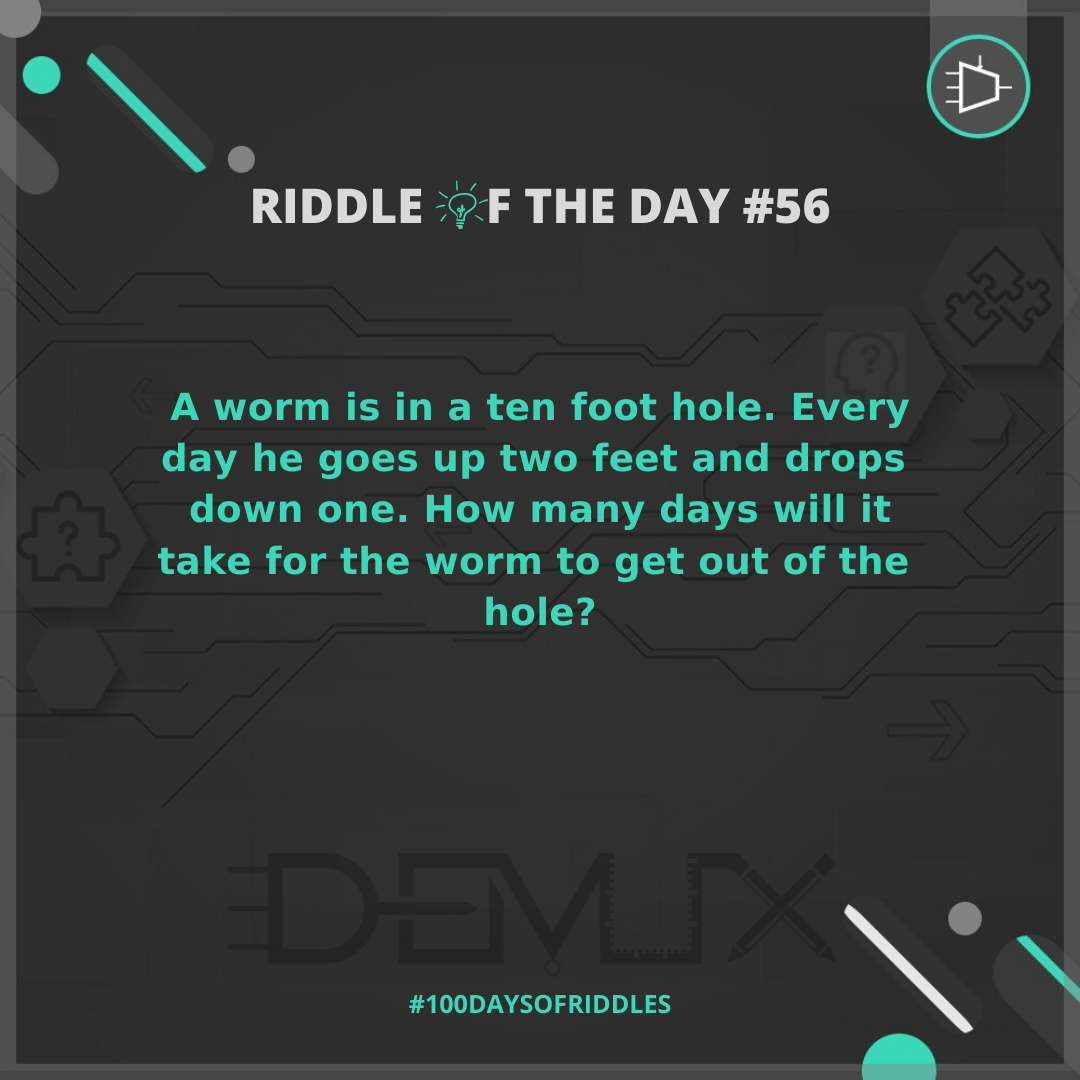 RIDDLE OF THE DAY #56
A worm is in a ten foot hole. Every
day he goes up two feet and drops
down one. How many days will it
take for the worm to get out of the
hole?
DEMUX
#100DAYSOFRIDDLES